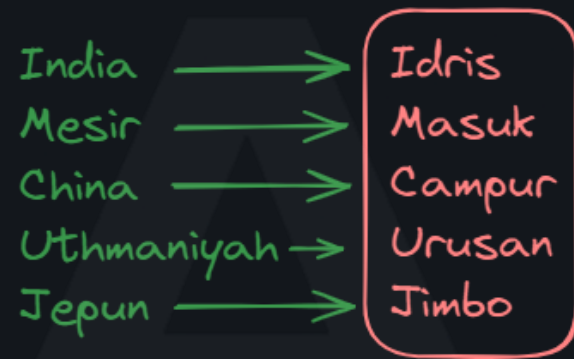 India → Idris
Mesir → Masuk
China → Campur
Uthmaniyah → Urusan
Jepun → Jimbo